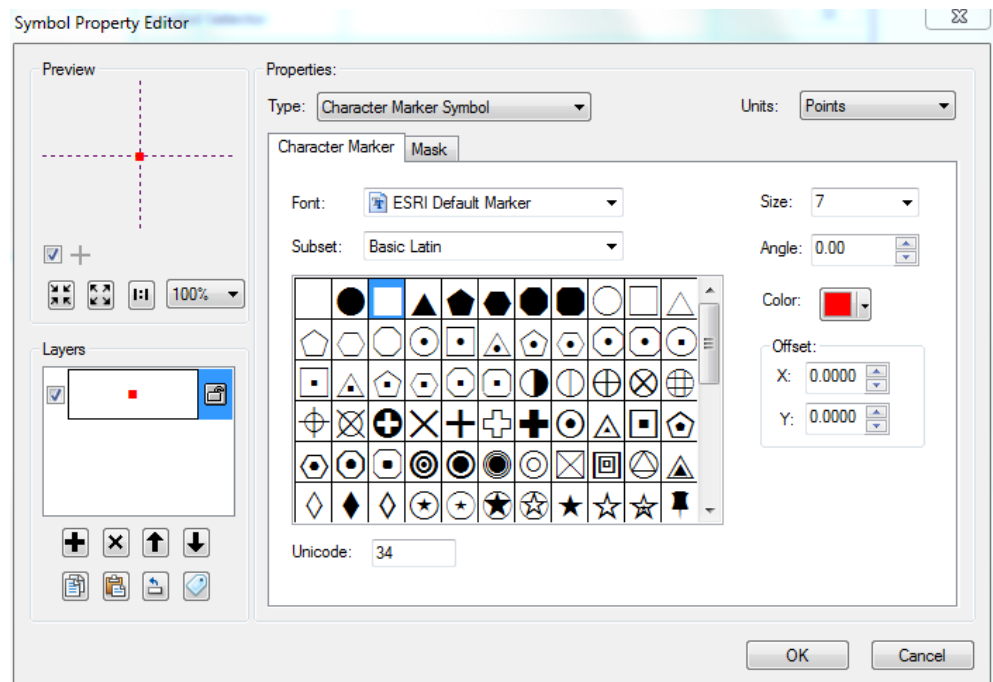 Symbol Property Editor
Preview
100%
Layers
Properties:
Type: Character Marker Symbol
Units: Points
Character Marker
Mask
Font: ESRI Default Marker
Size: 7
Subset: Basic Latin
Angle: 0.00
Color:
Offset:
X: 0.0000
Y: 0.0000
Unicode: 34
OK
Cancel